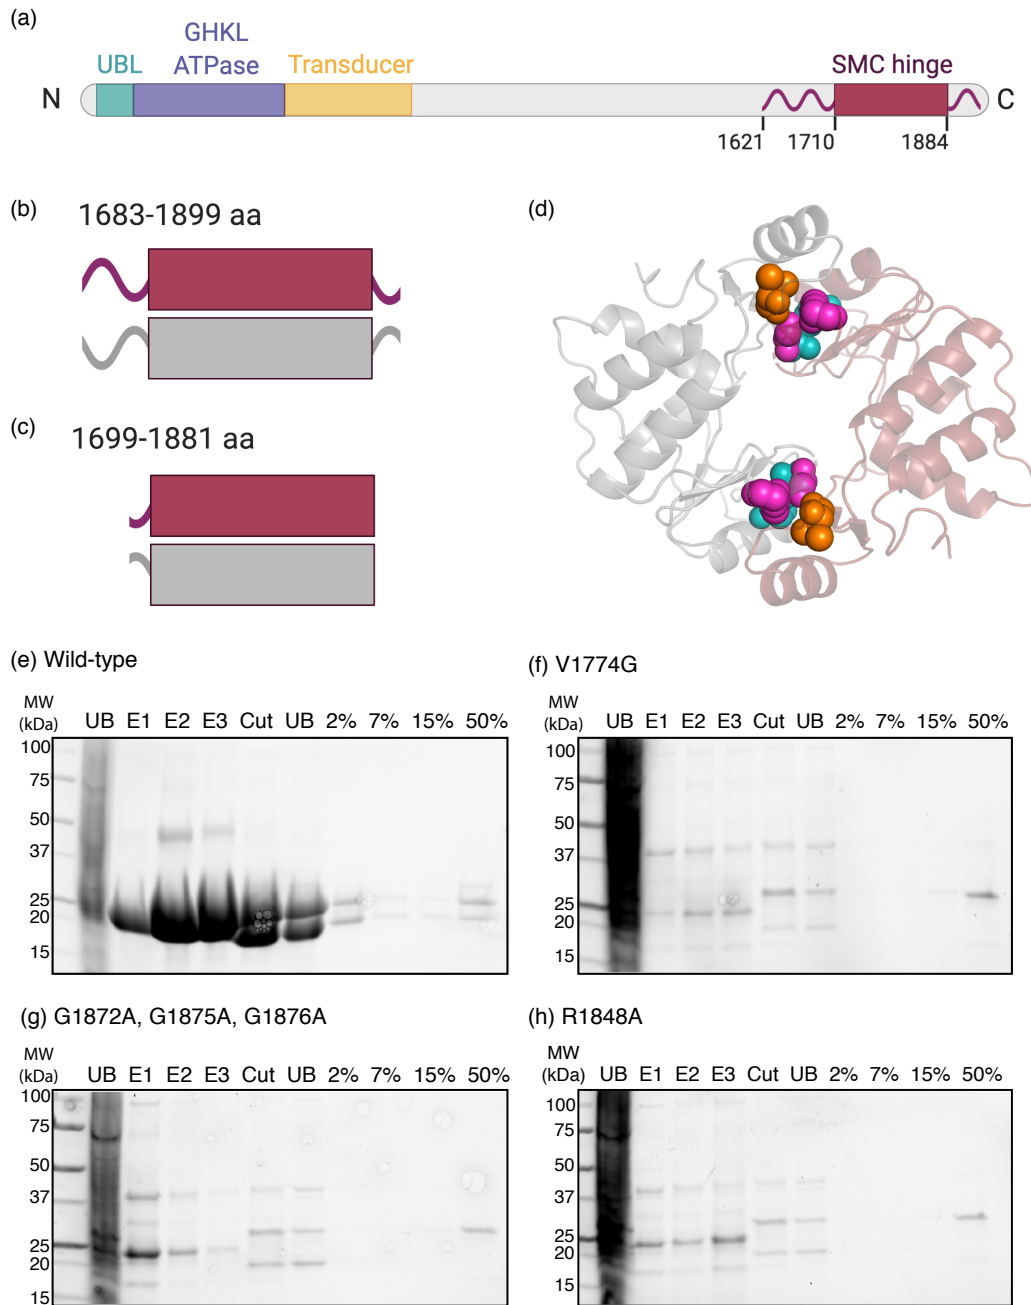 (a)
GHKL
UBL ATPase Transducer SMC hinge
N C
1621 1710 1884
(b) 1683-1899 aa
(c) 1699-1881 aa
(d)
(e) Wild-type
MW
(kDa) UB E1 E2 E3 Cut UB 2% 7% 15% 50%
100
75
50
37
25
20
15
(f) V1774G
MW
(kDa) UB E1 E2 E3 Cut UB 2% 7% 15% 50%
100
75
50
37
25
20
15
(g) G1872A, G1875A, G1876A
MW
(kDa) UB E1 E2 E3 Cut UB 2% 7% 15% 50%
100
75
50
37
25
20
15
(h) R1848A
MW
(kDa) UB E1 E2 E3 Cut UB 2% 7% 15% 50%
100
75
50
37
25
20
15